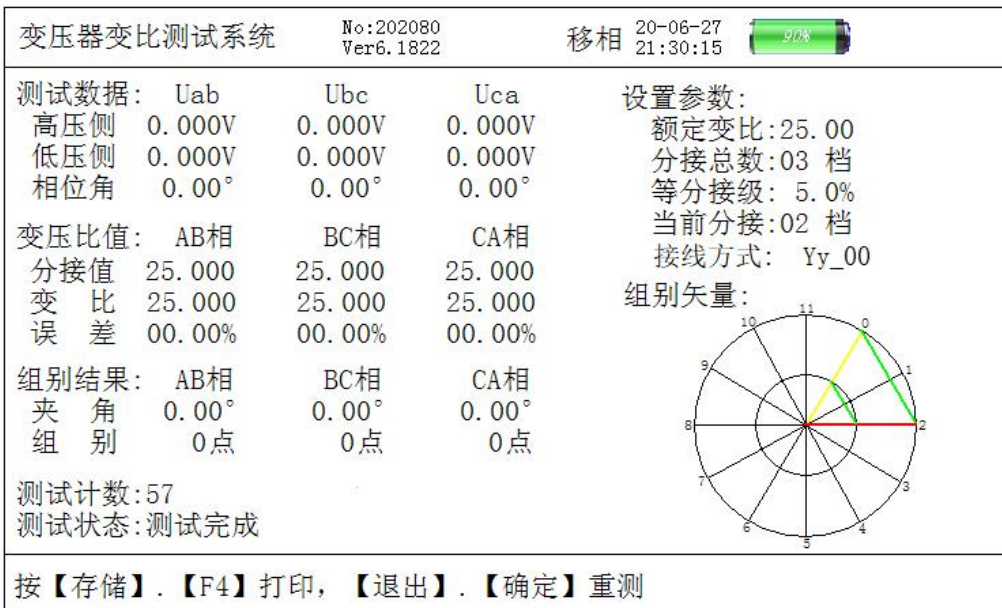 变压器变比测试系统 No:202080 移相 20-06-27 90%
Ver6.1822 21:30:15
测试数据: Uab Ubc Uca
高压侧 0.000V 0.000V 0.000V
低压侧 0.000V 0.000V 0.000V
相位角 0.00° 0.00° 0.00°
变压比值: AB相 BC相 CA相
分接值 25.000 25.000 25.000
变 比 25.000 25.000 25.000
误 差 00.00% 00.00% 00.00%
组别结果: AB相 BC相 CA相
夹 角 0.00° 0.00° 0.00°
组 别 0点 0点 0点
测试计数:57
测试状态:测试完成
设置参数:
额定变比:25.00
分接总数:03 档
等分接级: 5.0%
当前分接:02 档
接线方式: Yy_00
组别矢量:
11
10 0
9 1
8 2
7 3
6 4
5
按【存储】.【F4】打印，【退出】.【确定】重测